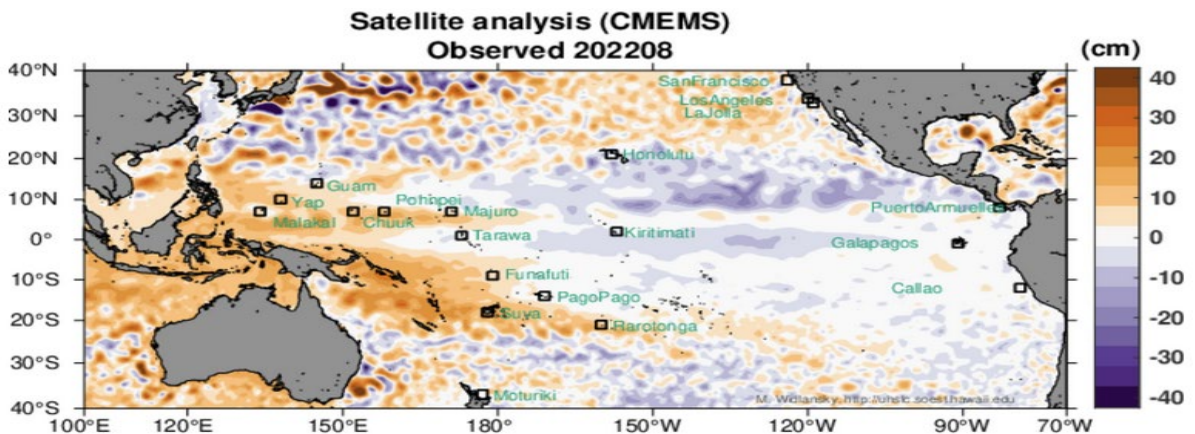 Satellite analysis (CMEMS)
Observed 202208
(cm)
40°N
30°N
20°N
10°N
0°
10°S
20°S
30°S
40°S
SanFrancisco
LosAngeles
LaJolla
Honolulu
Guam
Yap
Pohnpei
Malakal
Chuuk
Majuro
PuertoArmuelles
Tarawa
Kiritimati
Galapagos
Funafuti
PagoPago
Callao
Suva
Rarotonga
Moturiki
M. Widlansky, http://uhslc.soest.hawaii.edu
100°E
120°E
150°E
180°
150°W
120°W
90°W
70°W
40
30
20
10
0
-10
-20
-30
-40